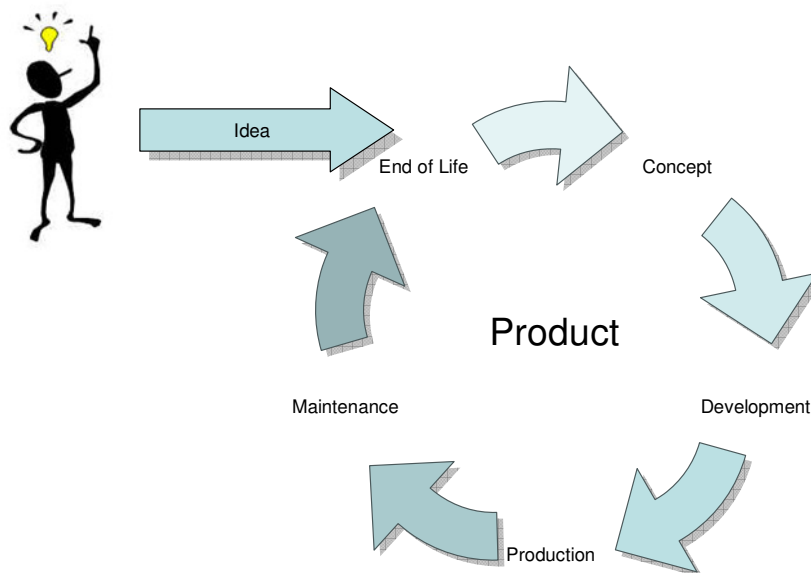 Idea
End of Life
Concept
Product
Maintenance
Development
Production